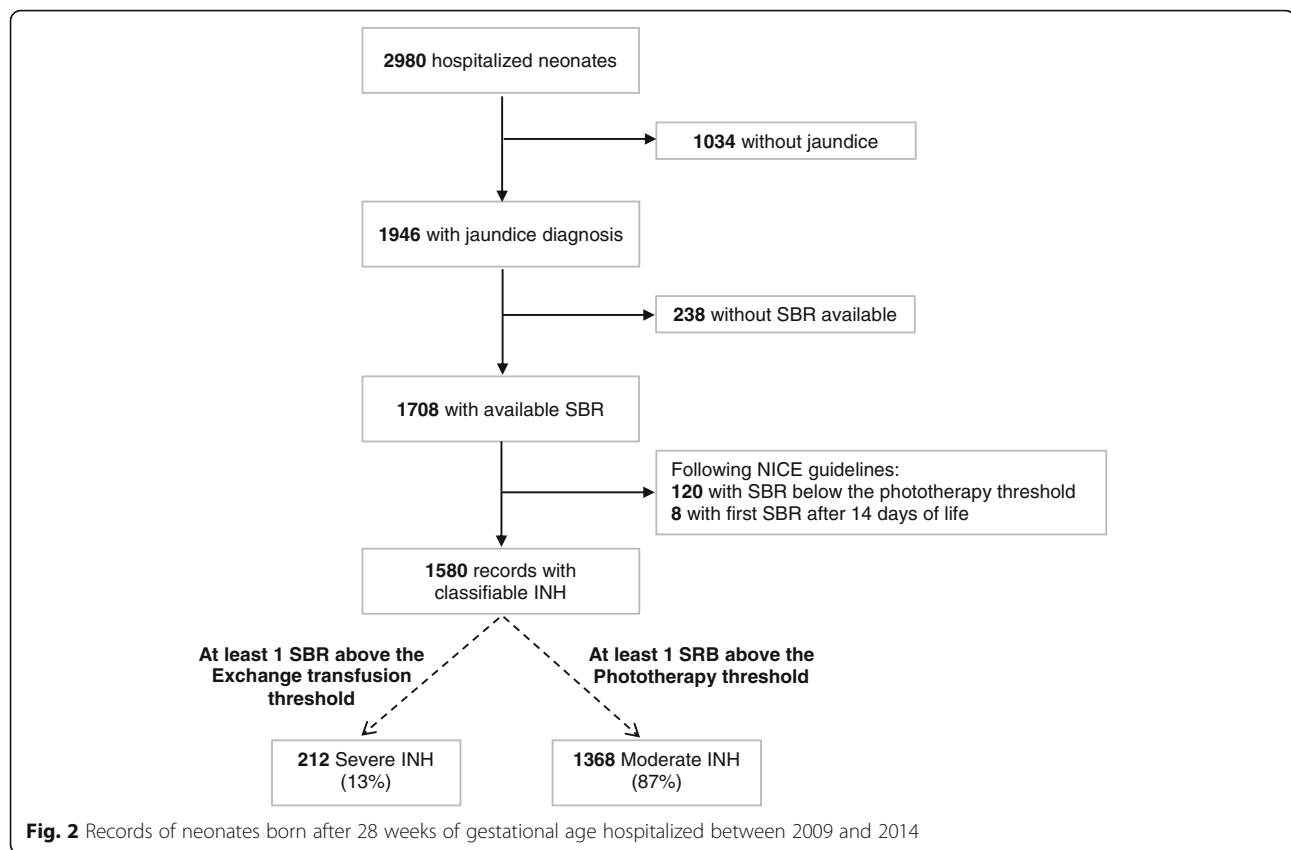 2980 hospitalized neonates
1034 without jaundice
1946 with jaundice diagnosis
238 without SBR available
1708 with available SBR
Following NICE guidelines:
120 with SBR below the phototherapy threshold
8 with first SBR after 14 days of life
1580 records with
classifiable INH
At least 1 SBR above the
Exchange transfusion
threshold
At least 1 SRB above the
Phototherapy threshold
212 Severe INH
(13%)
1368 Moderate INH
(87%)
Fig. 2 Records of neonates born after 28 weeks of gestational age hospitalized between 2009 and 2014